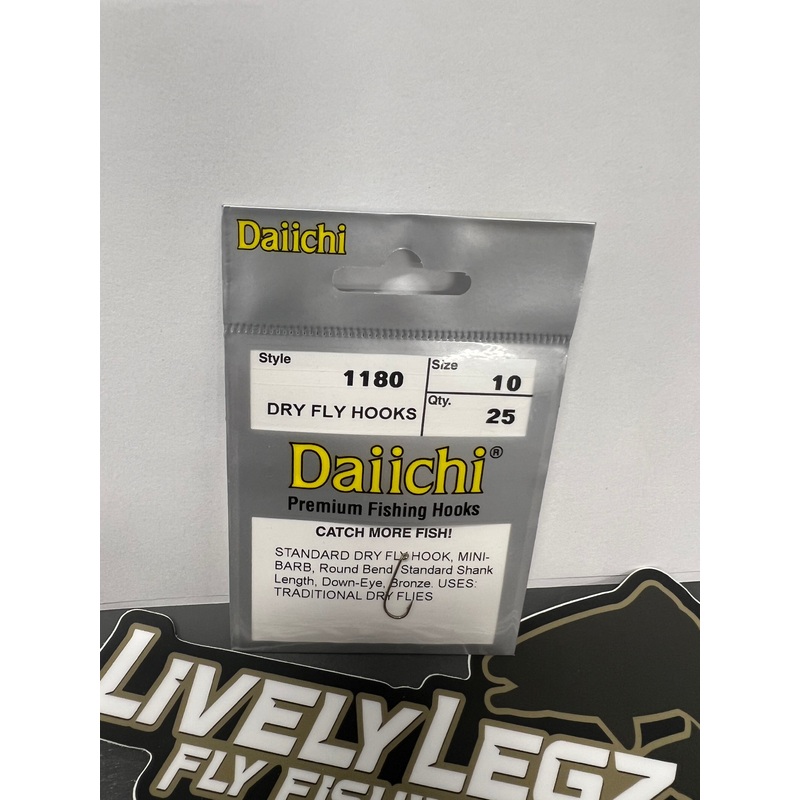 Daiichi
Style 1180
Size 10
DRY FLY HOOKS
Qty. 25
Daiichi®
Premium Fishing Hooks
CATCH MORE FISH!
STANDARD DRY FLY HOOK, MINI-
BARB, Round Bend, Standard Shank
Length, Down-Eye, Bronze. USES:
TRADITIONAL DRY FLIES
LIVELYLEGZ
FLY FISHING